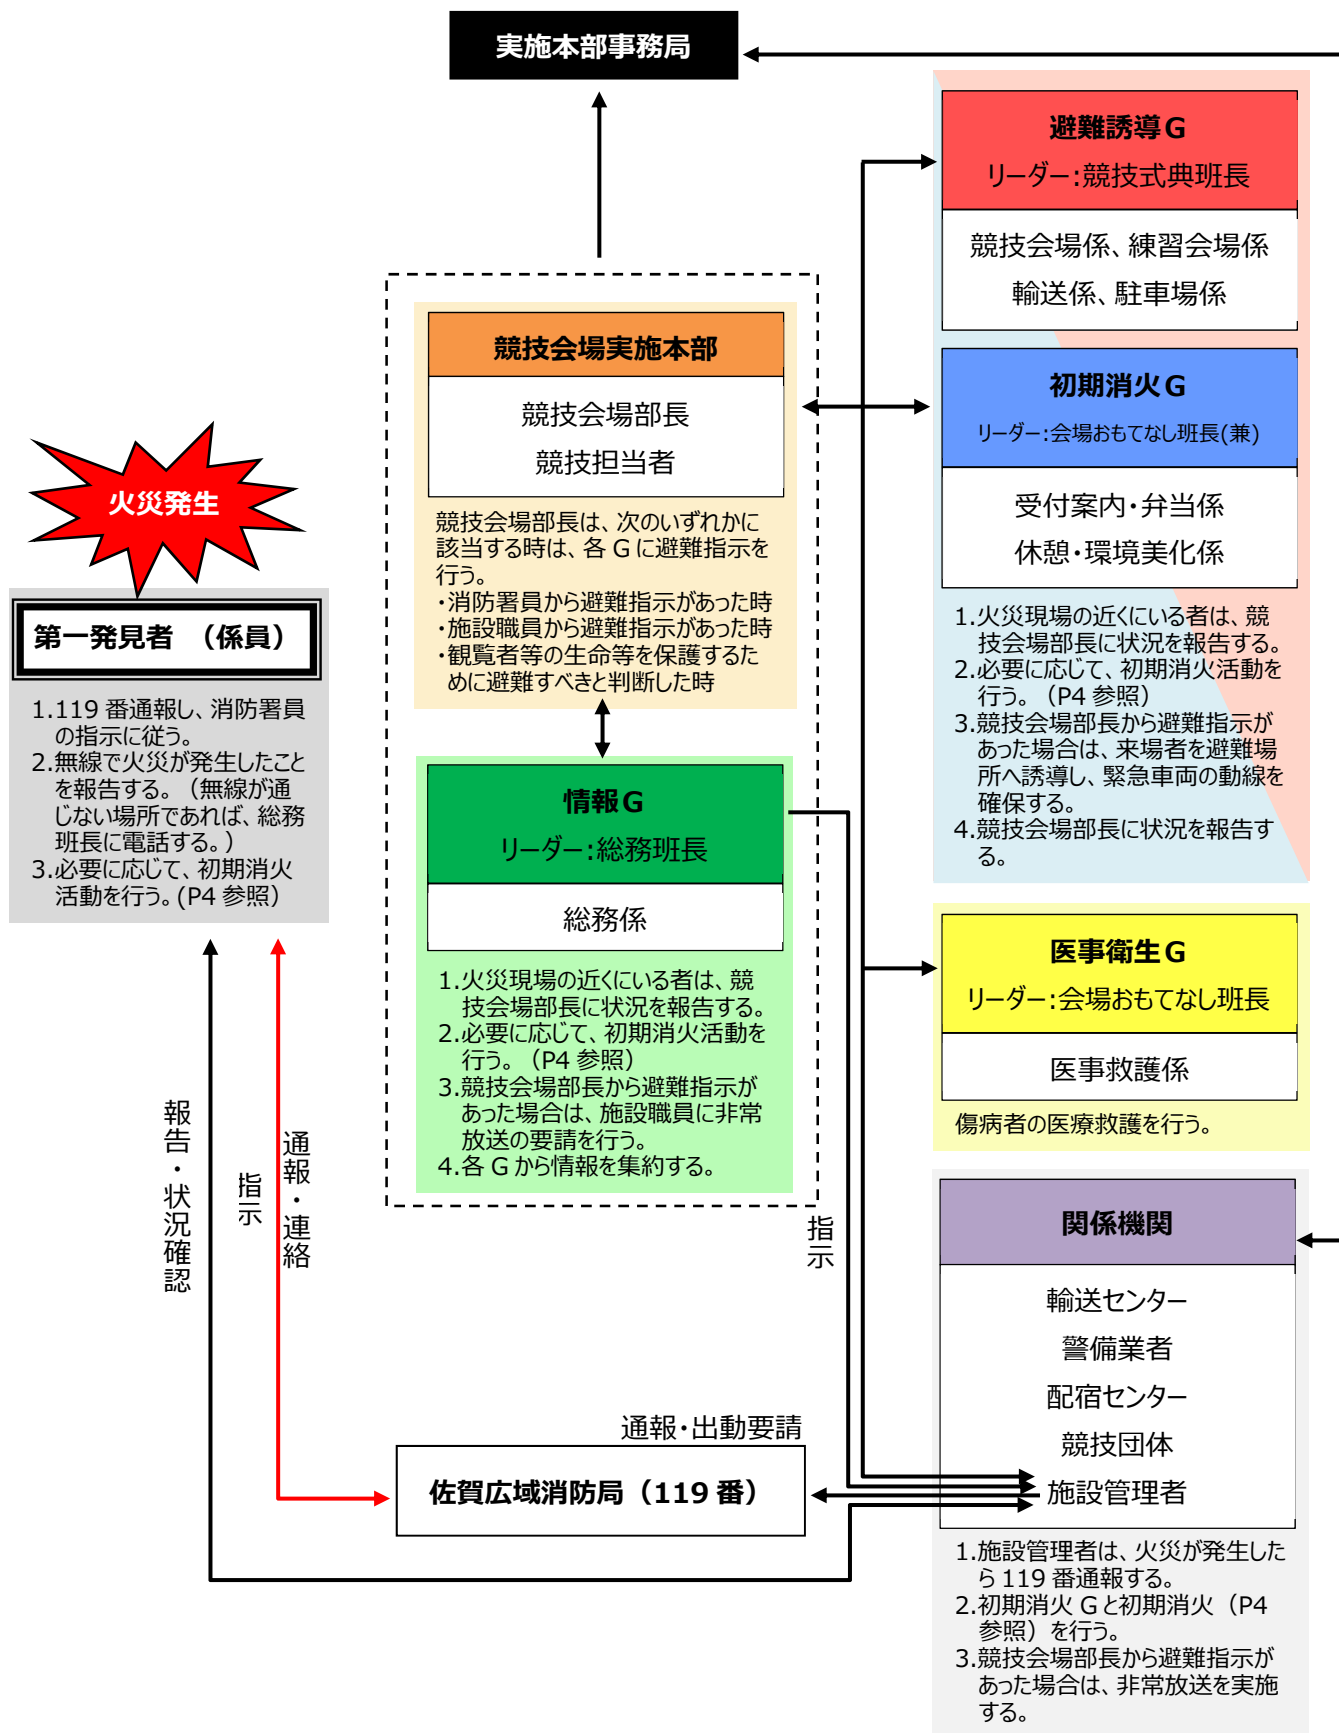 実施本部事務局
避難誘導G
リーダー:競技式典班長
競技会場係、練習会場係
輸送係、駐車場係
競技会場実施本部
競技会場部長
競技担当者
競技会場部長は、次のいずれかに
該当する時は、各 G に避難指示を
行う。
・消防署員から避難指示があった時
・施設職員から避難指示があった時
・観覧者等の生命等を保護するた
めに避難すべきと判断した時
初期消火G
リーダー:会場おもてなし班長(兼)
受付案内・弁当係
休憩・環境美化係
1.火災現場の近くにいる者は、競
技会場部長に状況を報告する。
2.必要に応じて、初期消火活動を
行う。（P4 参照）
3.競技会場部長から避難指示が
あった場合は、来場者を避難場
所へ誘導し、緊急車両の動線を
確保する。
4.競技会場部長に状況を報告す
る。
火災発生
第一発見者　（係員）
1.119 番通報し、消防署員
の指示に従う。
2.無線で火災が発生したこと
を報告する。（無線が通
じない場所であれば、総務
班長に電話する。）
3.必要に応じて、初期消火
活動を行う。(P4 参照）
情報G
リーダー:総務班長
総務係
1.火災現場の近くにいる者は、競
技会場部長に状況を報告する。
2.必要に応じて、初期消火活動を
行う。（P4 参照）
3.競技会場部長から避難指示が
あった場合は、施設職員に非常
放送の要請を行う。
4.各 G から情報を集約する。
医事衛生G
リーダー:会場おもてなし班長
医事救護係
傷病者の医療救護を行う。
報告・状況確認
指示
通報・連絡
指示
関係機関
輸送センター
警備業者
配宿センター
競技団体
施設管理者
通報・出動要請
佐賀広域消防局（119 番）
1.施設管理者は、火災が発生した
ら 119 番通報する。
2.初期消火 G と初期消火（P4
参照）を行う。
3.競技会場部長から避難指示が
あった場合は、非常放送を実施
する。